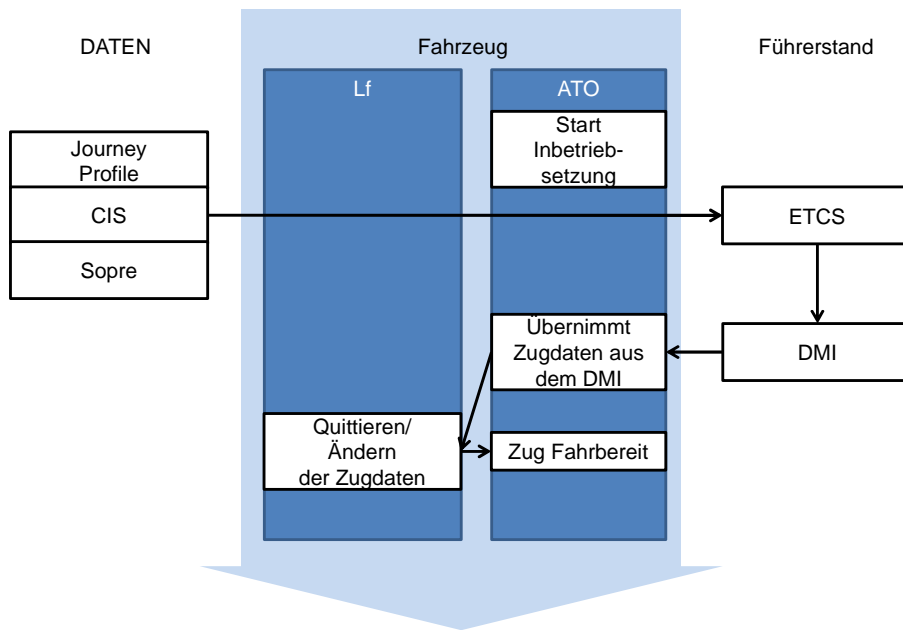 DATEN
Fahrzeug
Führerstand
Lf
ATO
Start
Inbetrieb-
setzung
Journey
Profile
CIS
Sopre
ETCS
Übernimmt
Zugdaten aus
dem DMI
DMI
Quittieren/
Ändern
der Zugdaten
Zug Fahrbereit